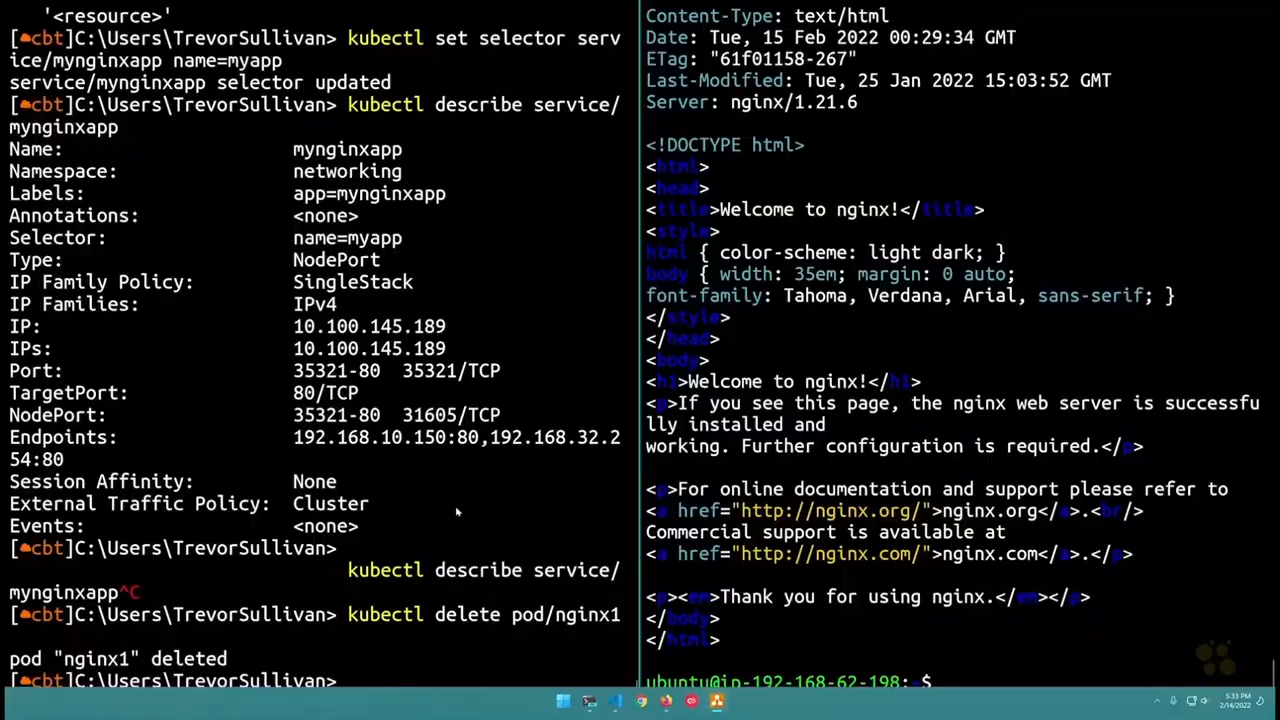 '<resource>'
[cbt]C:\Users\TrevorSullivan> kubectl set selector serv
ice/mynginxapp name=myapp
service/mynginxapp selector updated
[cbt]C:\Users\TrevorSullivan> kubectl describe service/
mynginxapp
Name: mynginxapp
Namespace: networking
Labels: app=mynginxapp
Annotations: <none>
Selector: name=myapp
Type: NodePort
IP Family Policy: SingleStack
IP Families: IPv4
IP: 10.100.145.189
IPs: 10.100.145.189
Port: 35321-80 35321/TCP
TargetPort: 80/TCP
NodePort: 35321-80 31605/TCP
Endpoints: 192.168.10.150:80,192.168.32.2
54:80
Session Affinity: None
External Traffic Policy: Cluster
Events: <none>
[cbt]C:\Users\TrevorSullivan>
kubectl describe service/
mynginxapp^C
[cbt]C:\Users\TrevorSullivan> kubectl delete pod/nginx1
pod "nginx1" deleted
[cbt]C:\Users\TrevorSullivan>
Content-Type: text/html
Date: Tue, 15 Feb 2022 00:29:34 GMT
ETag: "61f01158-267"
Last-Modified: Tue, 25 Jan 2022 15:03:52 GMT
Server: nginx/1.21.6
<!DOCTYPE html>
<html>
<head>
<title>Welcome to nginx!</title>
<style>
html { color-scheme: light dark; }
body { width: 35em; margin: 0 auto;
font-family: Tahoma, Verdana, Arial, sans-serif; }
</style>
</head>
<body>
<h1>Welcome to nginx!</h1>
<p>If you see this page, the nginx web server is successfu
lly installed and
working. Further configuration is required.</p>
<p>For online documentation and support please refer to
<a href="http://nginx.org/">nginx.org</a>.<br/>
Commercial support is available at
<a href="http://nginx.com/">nginx.com</a>.</p>
<p><em>Thank you for using nginx.</em></p>
</body>
</html>
ubuntu@ip-192-168-62-198:~$
5:33 PM
2/14/2022